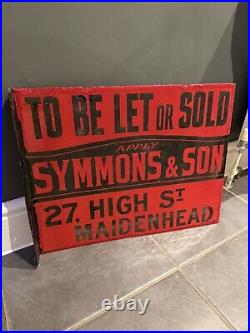 TO BE LET OR SOLD
APPLY
SYMMONS & SON
27, HIGH ST
MAIDENHEAD